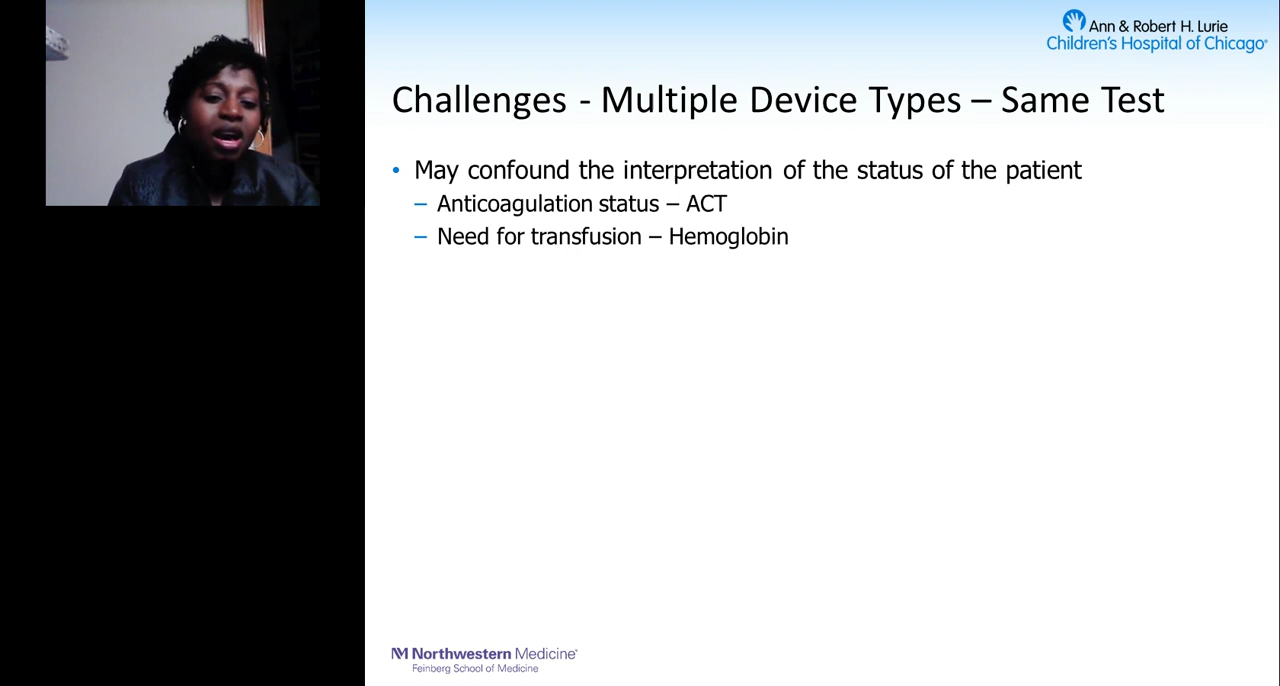 Ann & Robert H. Lurie
Children's Hospital of Chicago®
Challenges - Multiple Device Types – Same Test
• May confound the interpretation of the status of the patient
– Anticoagulation status – ACT
– Need for transfusion – Hemoglobin
Northwestern Medicine®
Feinberg School of Medicine